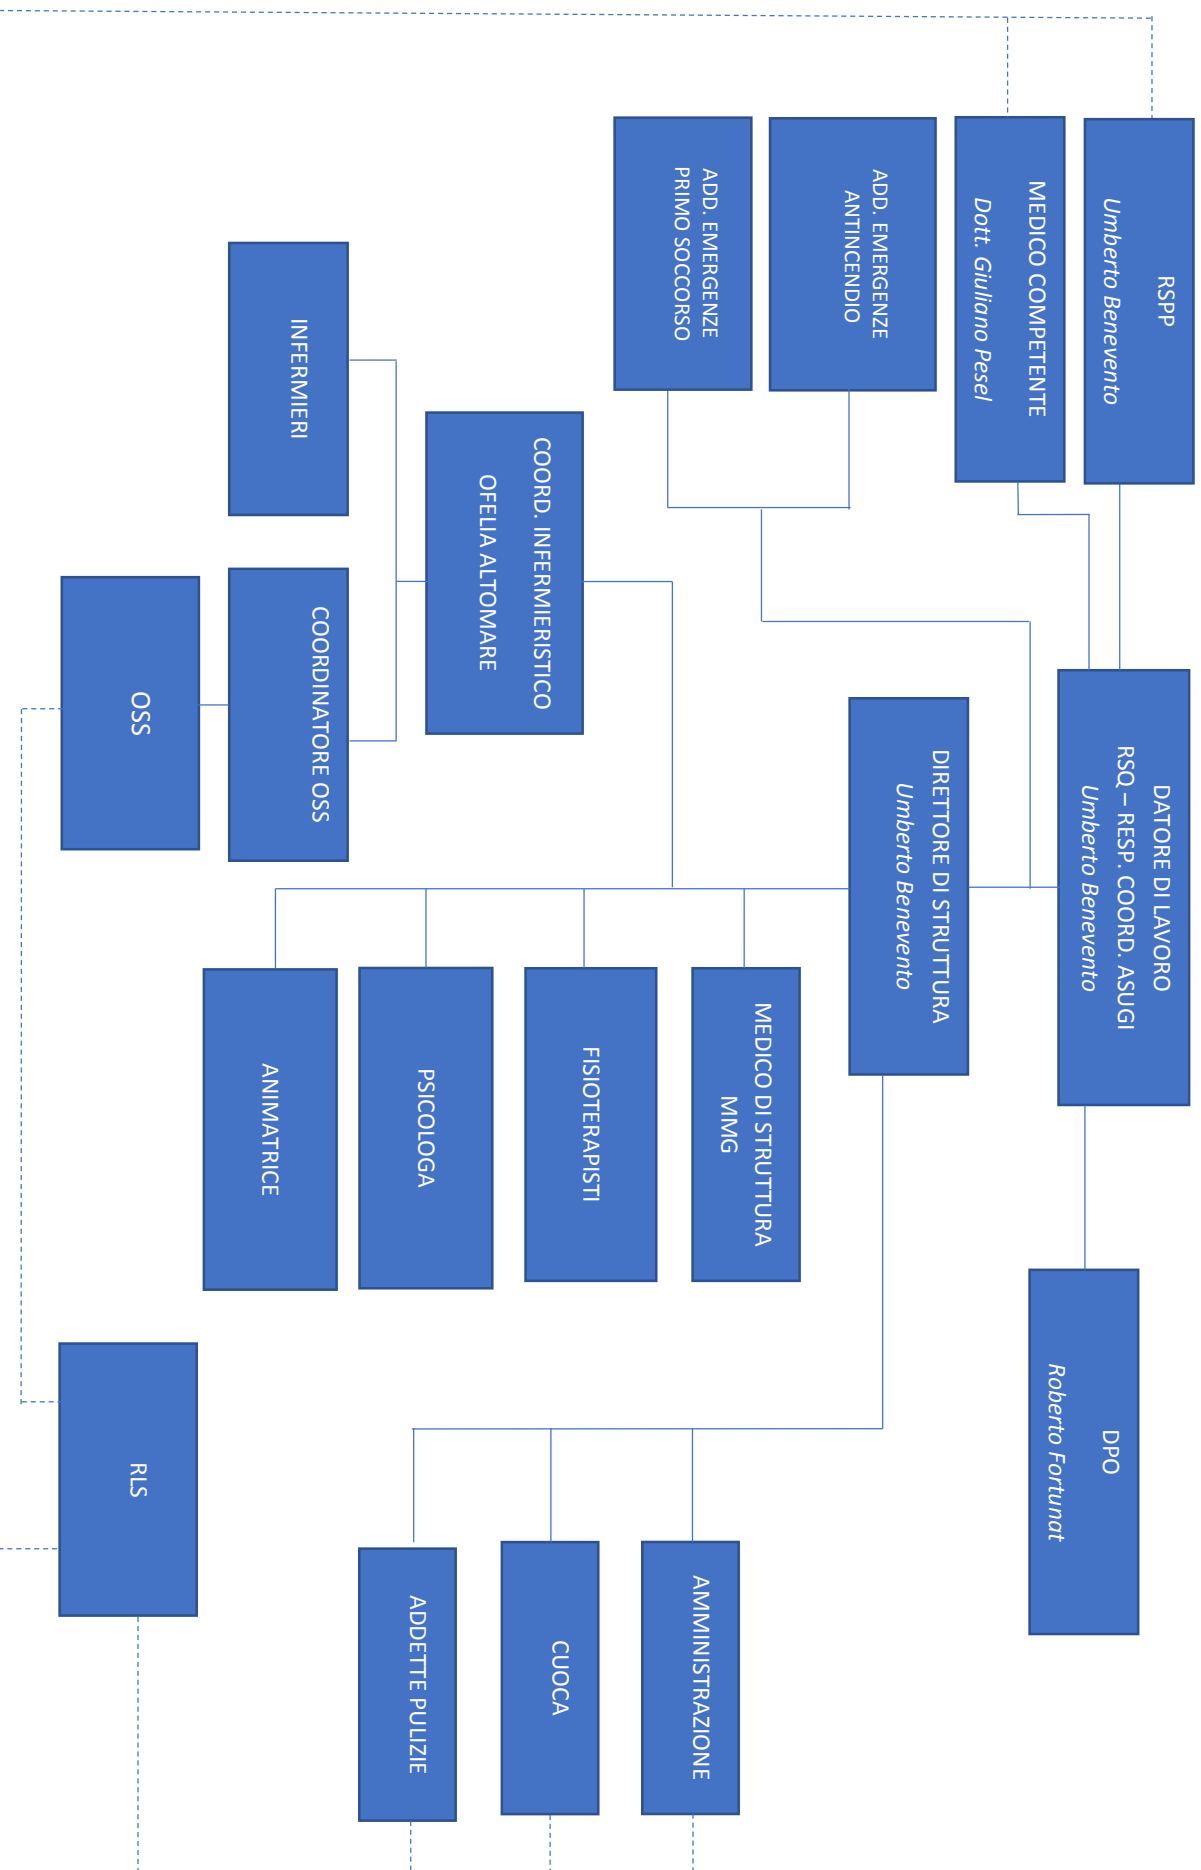 RSPP
Umberto Benevento
DATORE DI LAVORO
RSQ – RESP. COORD. ASUGI
Umberto Benevento
DPO
Roberto Fortunat
MEDICO COMPETENTE
Dott. Giuliano Pesel
DIRETTORE DI STRUTTURA
Umberto Benevento
ADD. EMERGENZE
ANTINCENDIO
ADD. EMERGENZE
PRIMO SOCCORSO
MEDICO DI STRUTTURA
MMG
AMMINISTRAZIONE
COORD. INFERMIERISTICO
OFELIA ALTOMARE
FISIOTERAPISTI
CUOCA
PSICOLOGA
ADDETTE PULIZIE
INFERMIERI
COORDINATORE OSS
ANIMATRICE
OSS
RLS